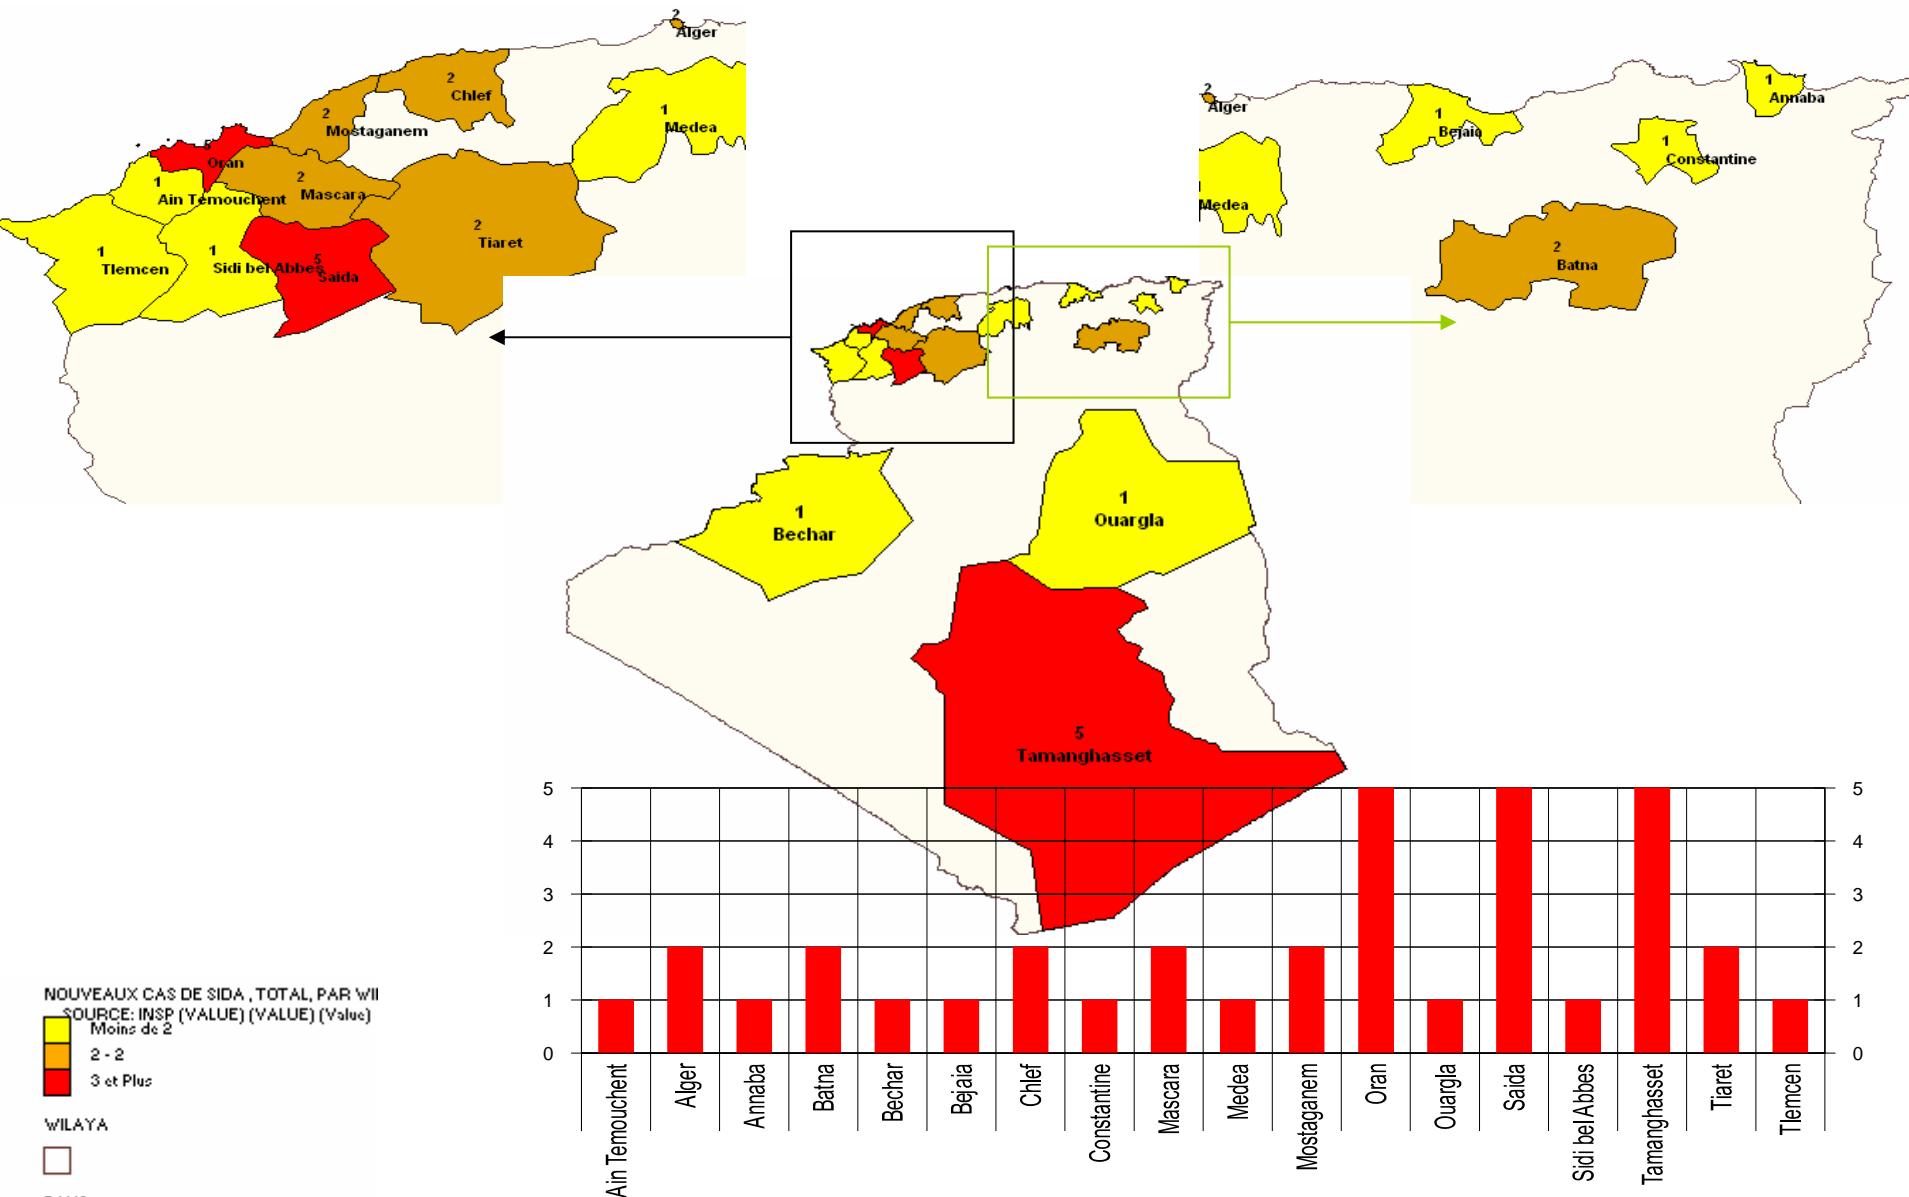 2
Alger
2
Chlef
2
Mostaganem
1
Medea
5
Oran
2
Mascara
1
Ain Temouchent
2
Tiaret
1
Tlemcen
1
Sidi bel Abbes
5
Saida
2
Alger
1
Annaba
1
Bejaia
1
Constantine
Medea
2
Batna
1
Bechar
1
Ouargla
5
Tamanghasset
5
4
3
2
1
0
5
4
3
2
1
0
Ain Temouchent
Alger
Annaba
Batna
Bechar
Bejaia
Chlef
Constantine
Mascara
Medea
Mostaganem
Oran
Ouargla
Saida
Sidi bel Abbes
Tamanghasset
Tiaret
Tlemcen
NOUVEAUX CAS DE SIDA , TOTAL, PAR WIL
SOURCE: INSP (VALUE) (VALUE) (Value)
Moins de 2
2 - 2
3 et Plus
WILAYA